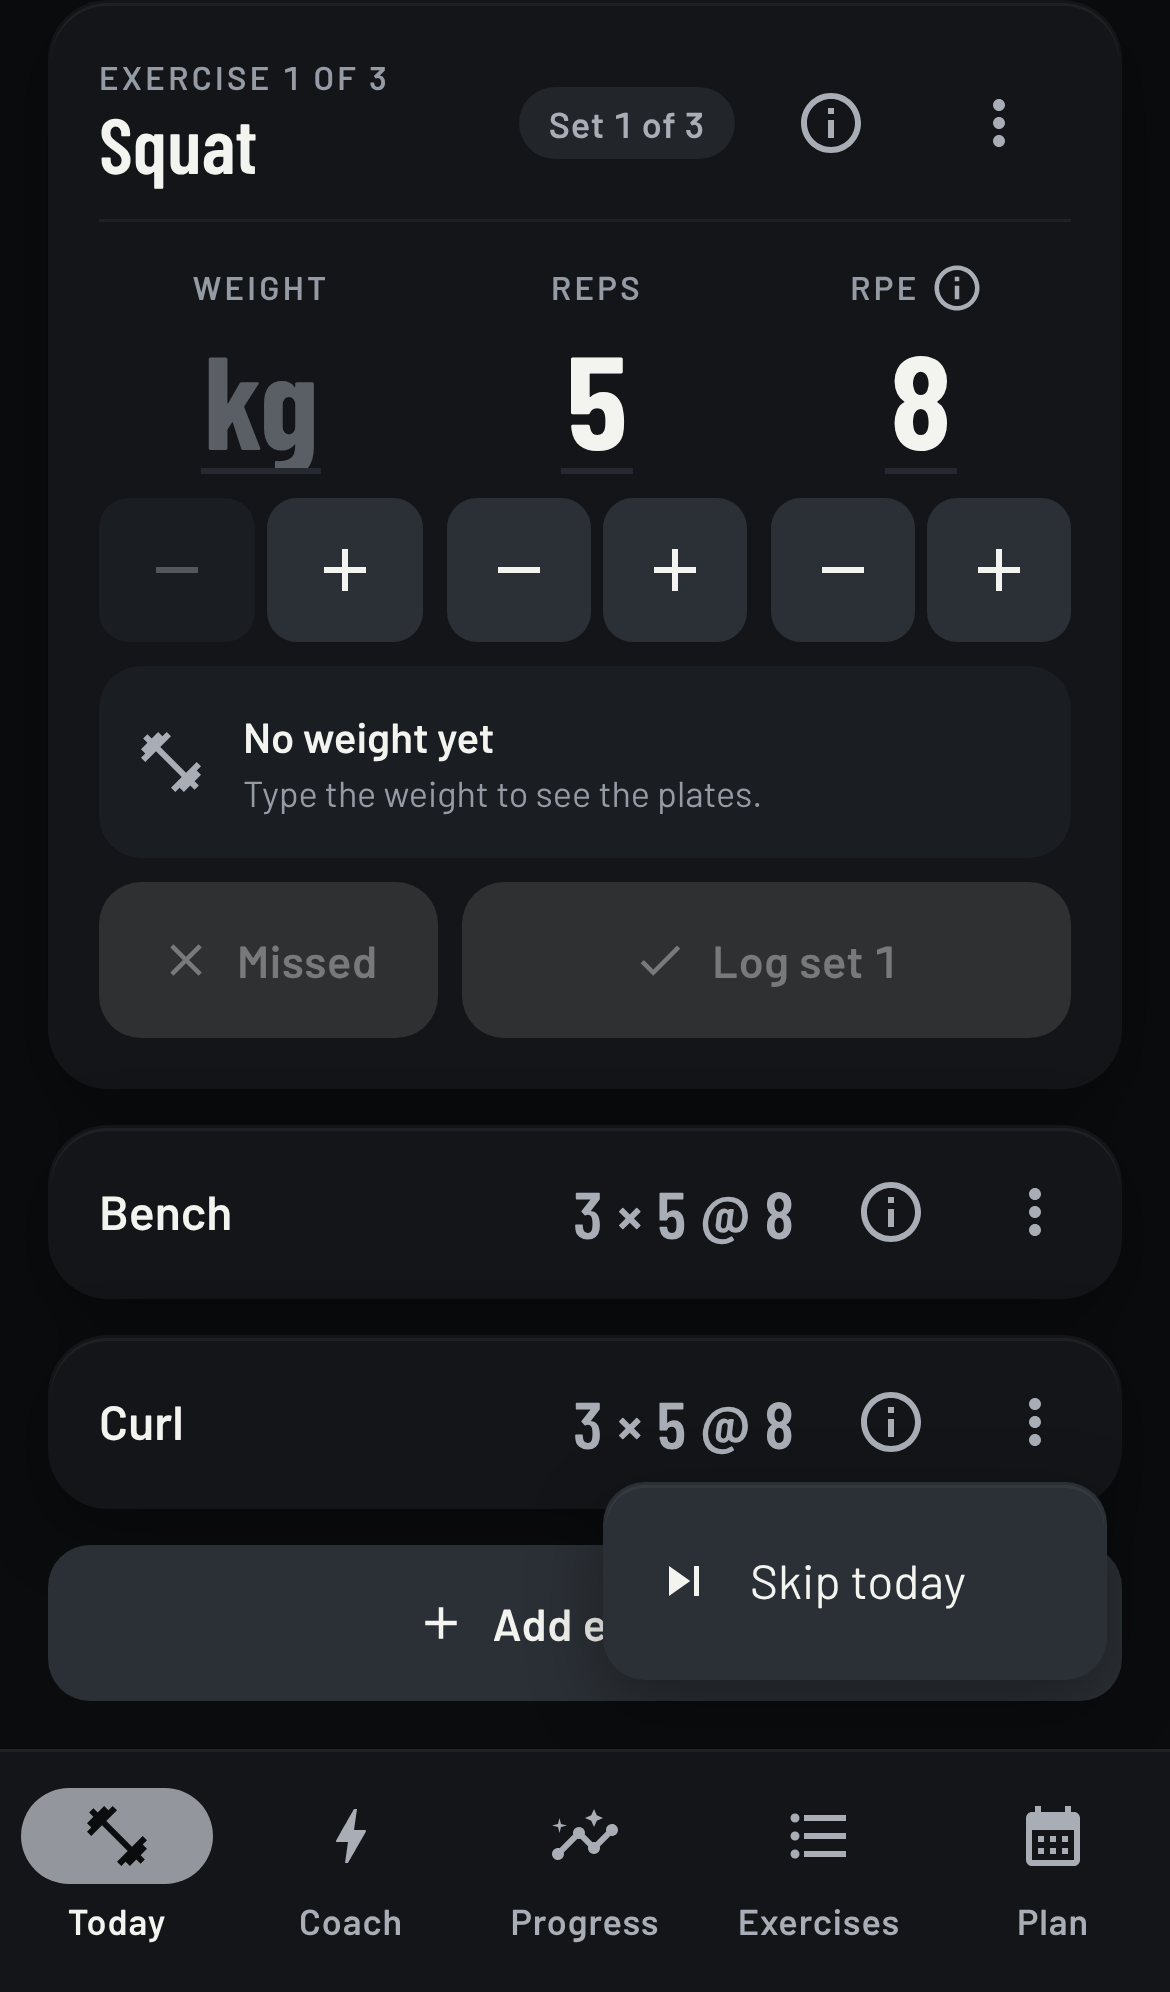 EXERCISE 1 OF 3
Squat
Set 1 of 3
WEIGHT
REPS
RPE
kg
5
8
No weight yet
Type the weight to see the plates.
Missed
Log set 1
Bench
3 × 5 @ 8
Curl
3 × 5 @ 8
Skip today
Add e
Today
Coach
Progress
Exercises
Plan